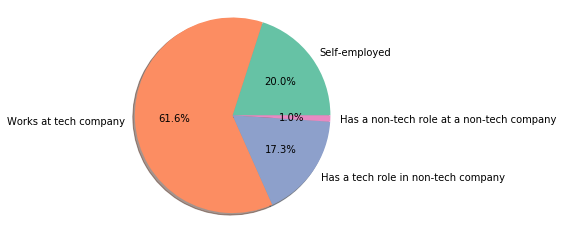 Self-employed
20.0%
Works at tech company
61.6%
1.0%
Has a non-tech role at a non-tech company
17.3%
Has a tech role in non-tech company